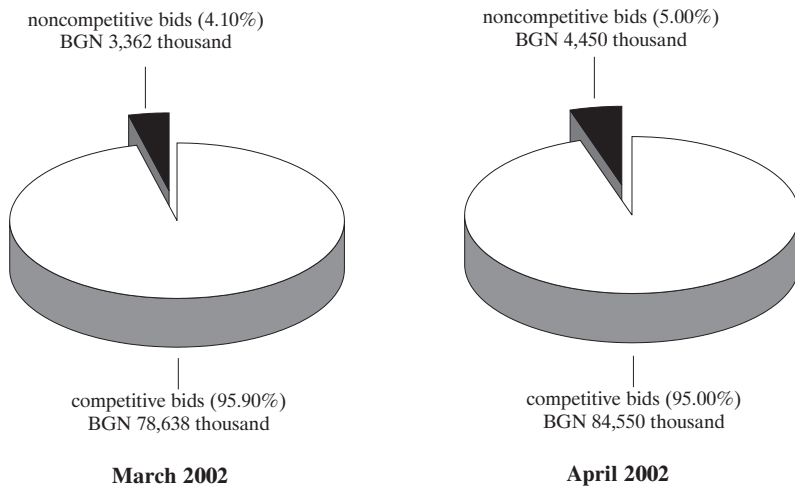 noncompetitive bids (4.10%)
BGN 3,362 thousand
competitive bids (95.90%)
BGN 78,638 thousand
March 2002
noncompetitive bids (5.00%)
BGN 4,450 thousand
competitive bids (95.00%)
BGN 84,550 thousand
April 2002